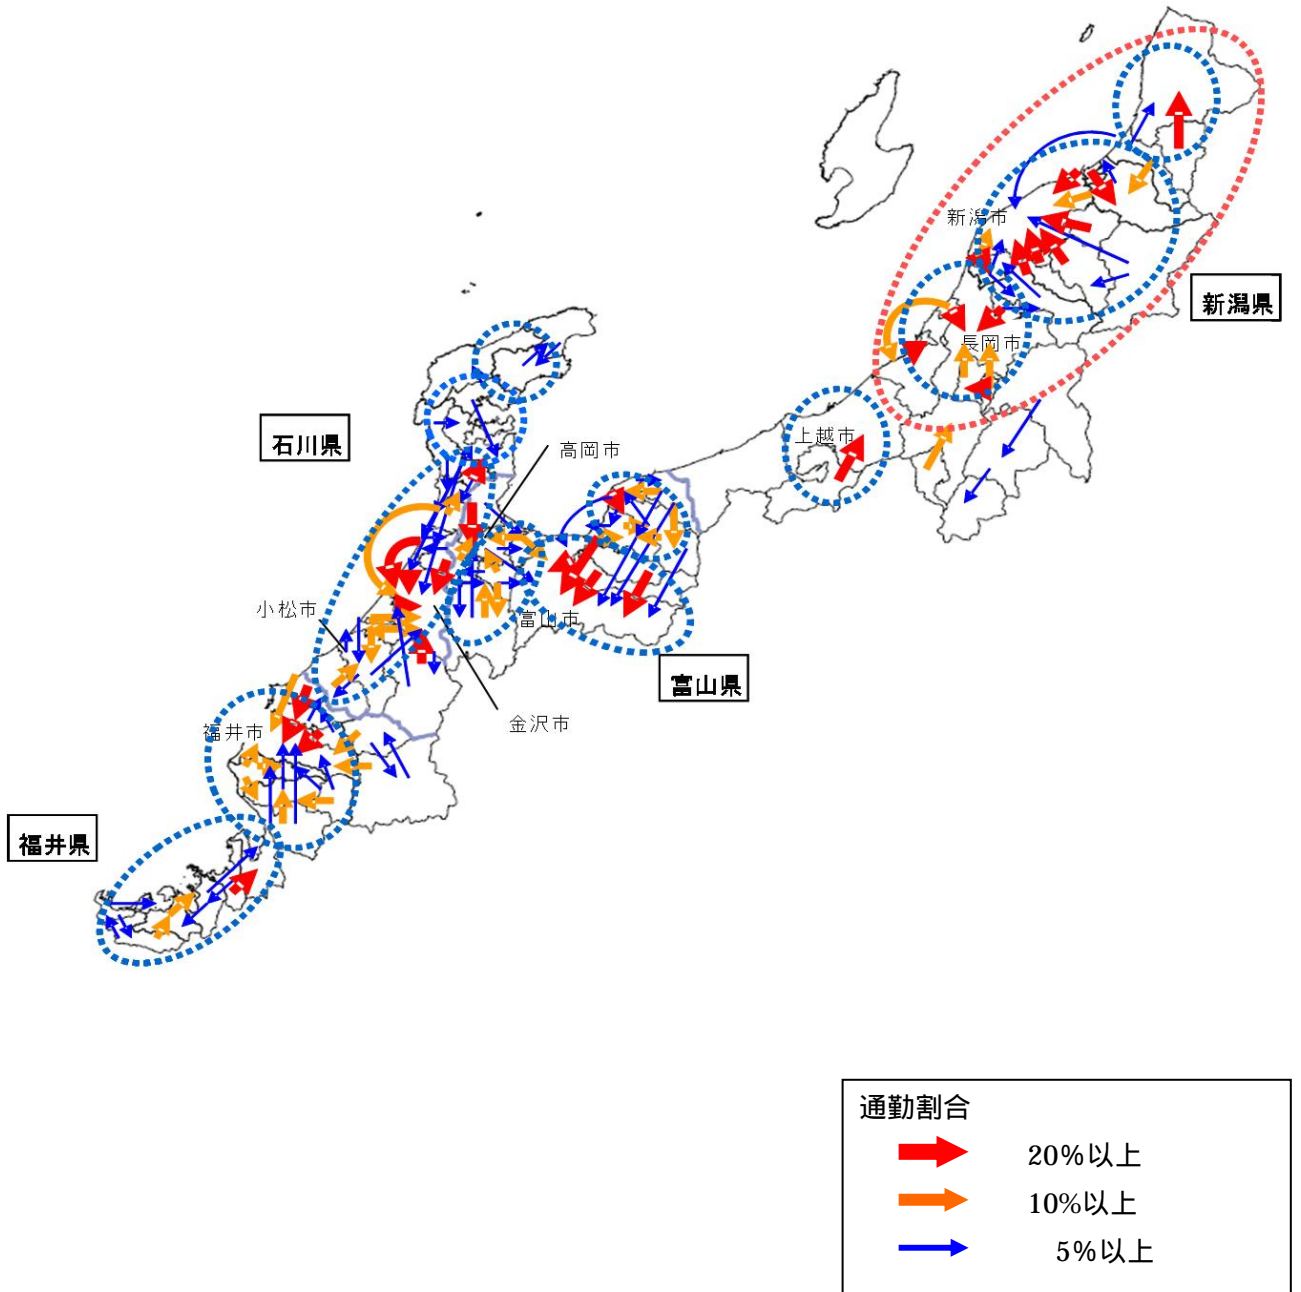 新潟市
新潟県
長岡市
石川県
高岡市
上越市
小松市
富山市
富山県
金沢市
福井市
福井県
通勤割合
20%以上
10%以上
5%以上